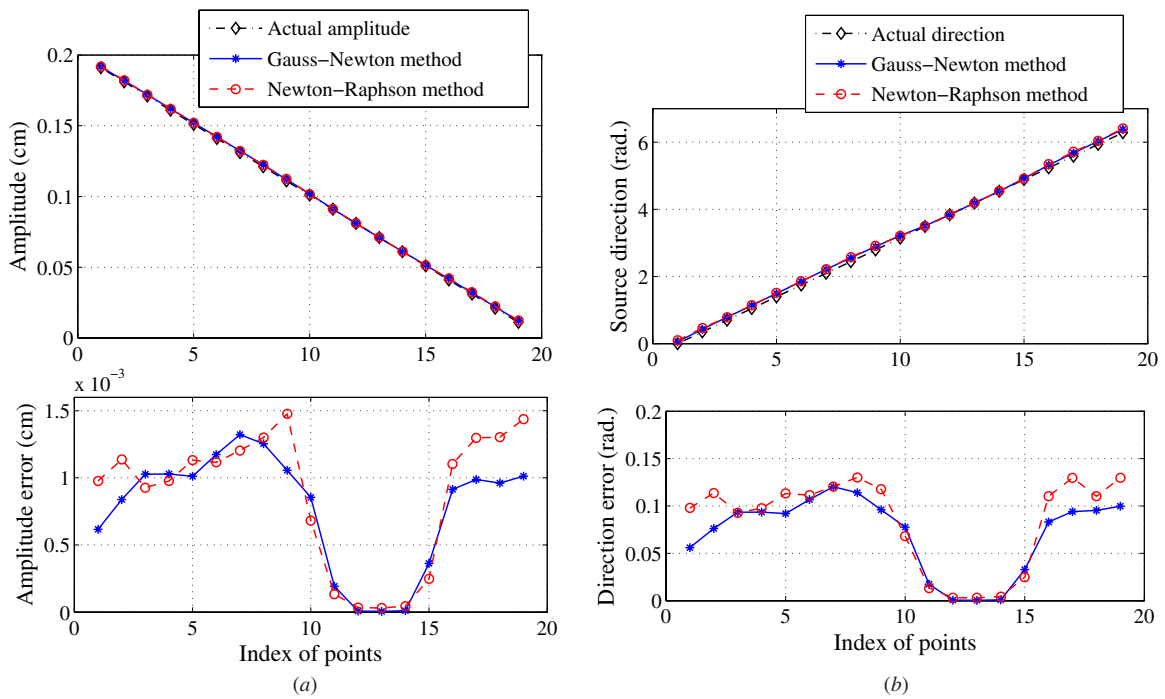 Actual amplitude
Gauss−Newton method
Newton−Raphson method
0.2
0.15
0.1
0.05
0
Amplitude (cm)
0 5 10 15 20
x 10⁻³
1.5
1
0.5
0
Amplitude error (cm)
0 5 10 15 20
Index of points
(a)
Actual direction
Gauss−Newton method
Newton−Raphson method
6
4
2
0
Source direction (rad.)
0 5 10 15 20
0.2
0.15
0.1
0.05
0
Direction error (rad.)
0 5 10 15 20
Index of points
(b)